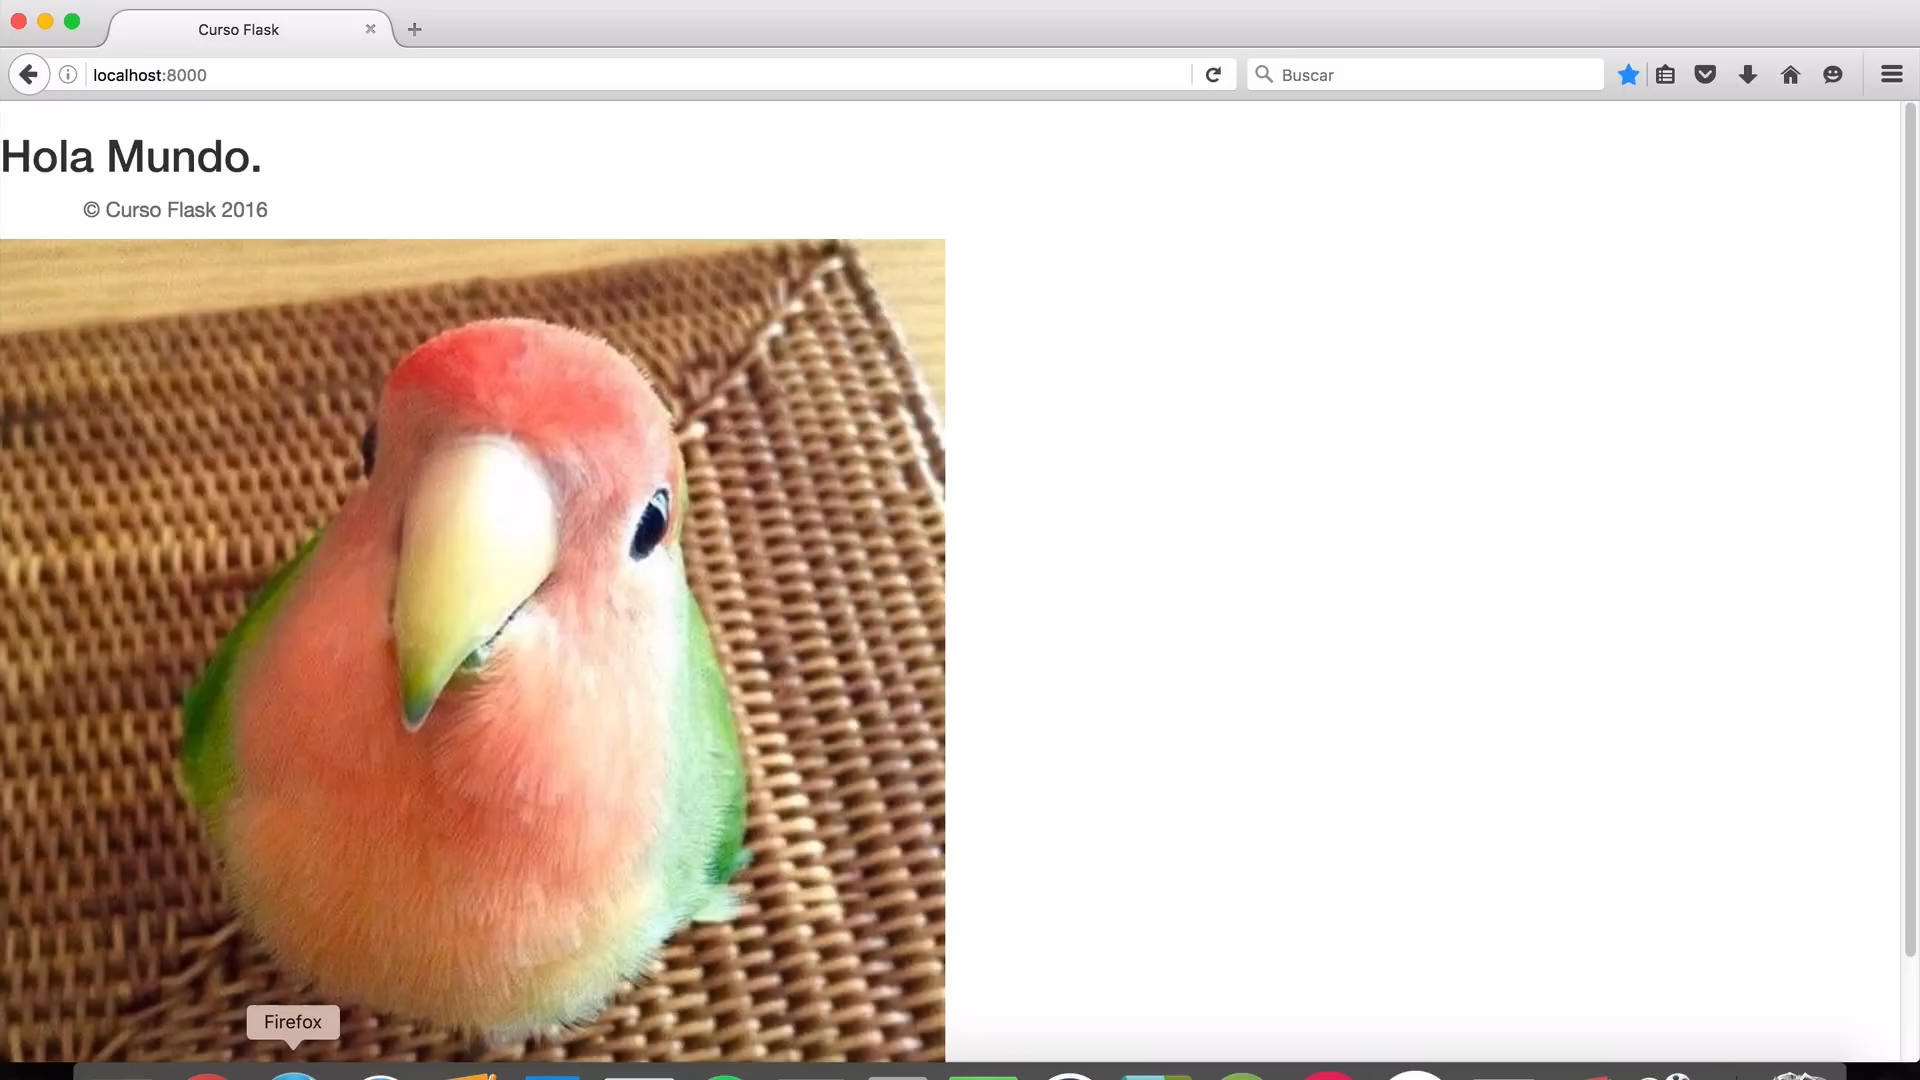 Curso Flask
localhost:8000
Buscar
Hola Mundo.
© Curso Flask 2016
Firefox